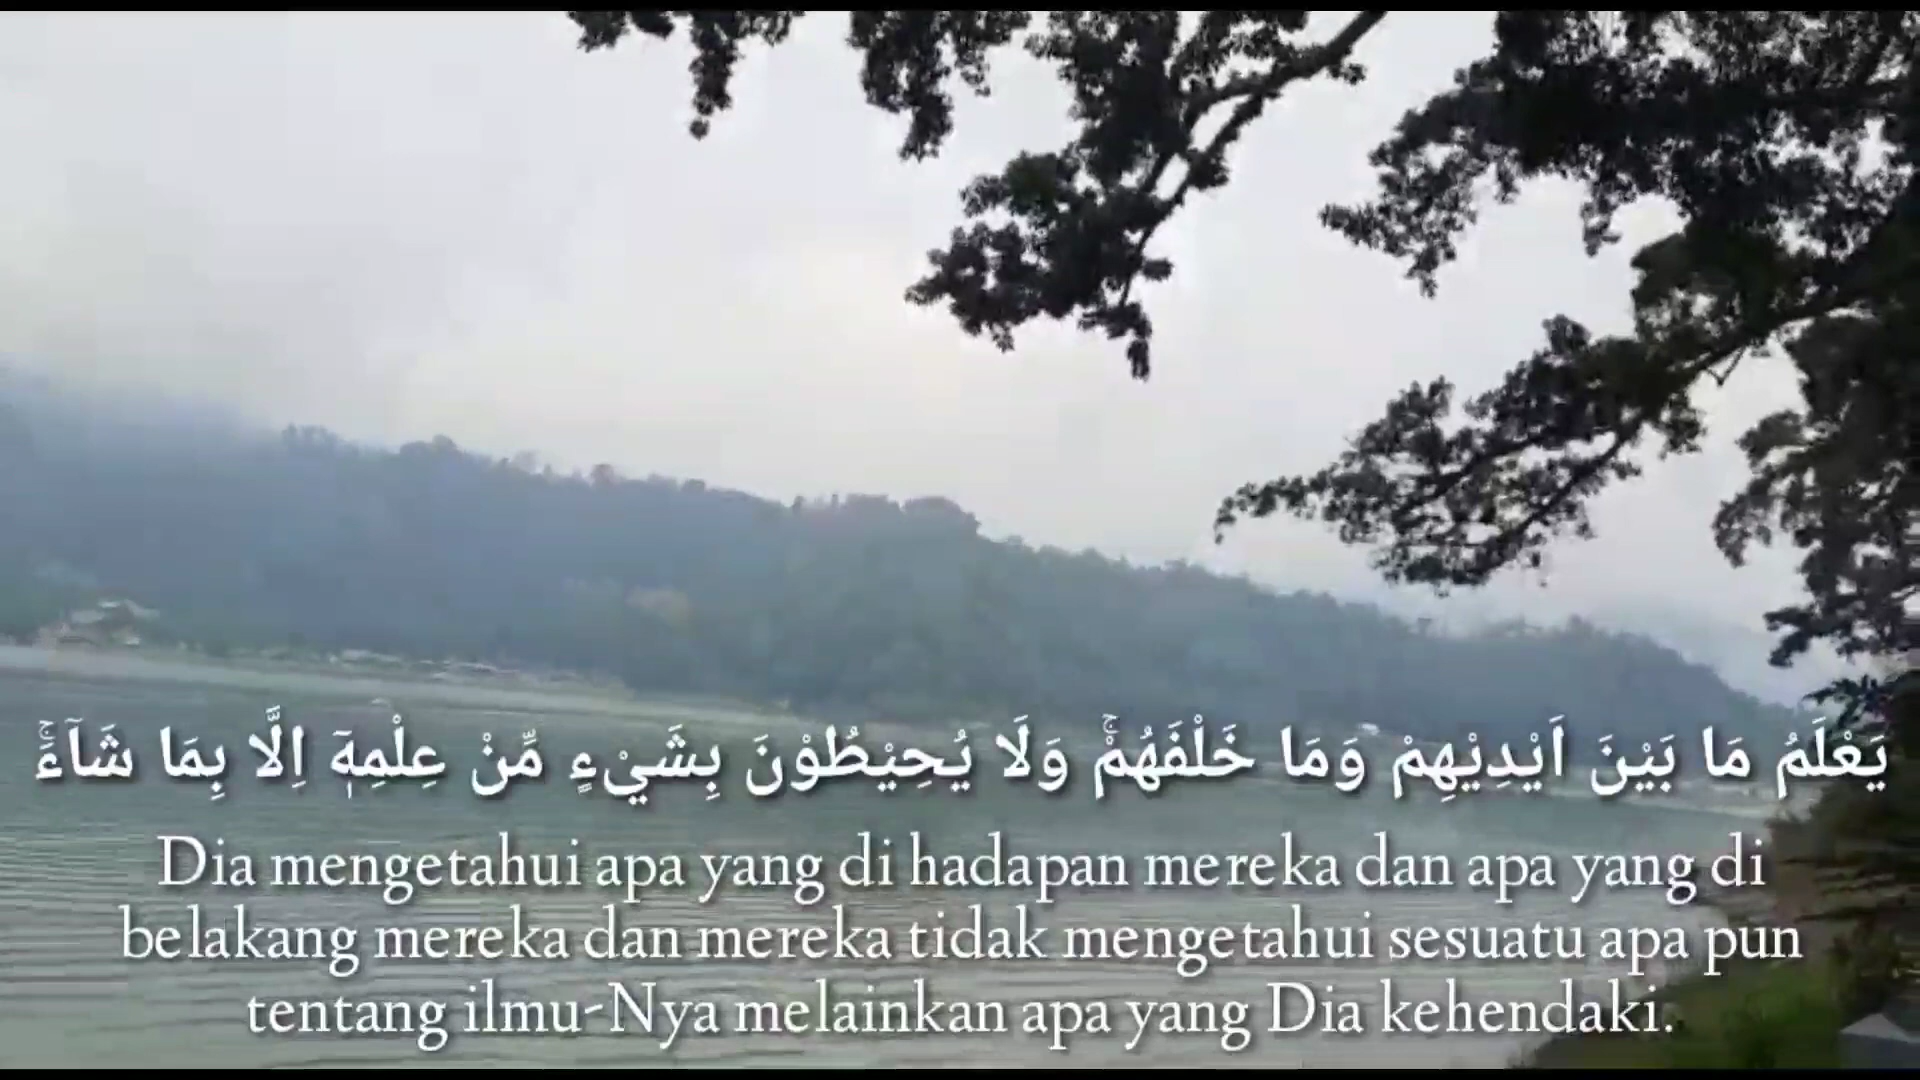 يَعْلَمُ مَا بَيْنَ اَيْدِيْهِمْ وَمَا خَلْفَهُمْۚ وَلَا يُحِيْطُوْنَ بِشَيْءٍ مِّنْ عِلْمِهٖٓ اِلَّا بِمَا شَاۤءَۚ
Dia mengetahui apa yang di hadapan mereka dan apa yang di
belakang mereka dan mereka tidak mengetahui sesuatu apa pun
tentang ilmu-Nya melainkan apa yang Dia kehendaki.